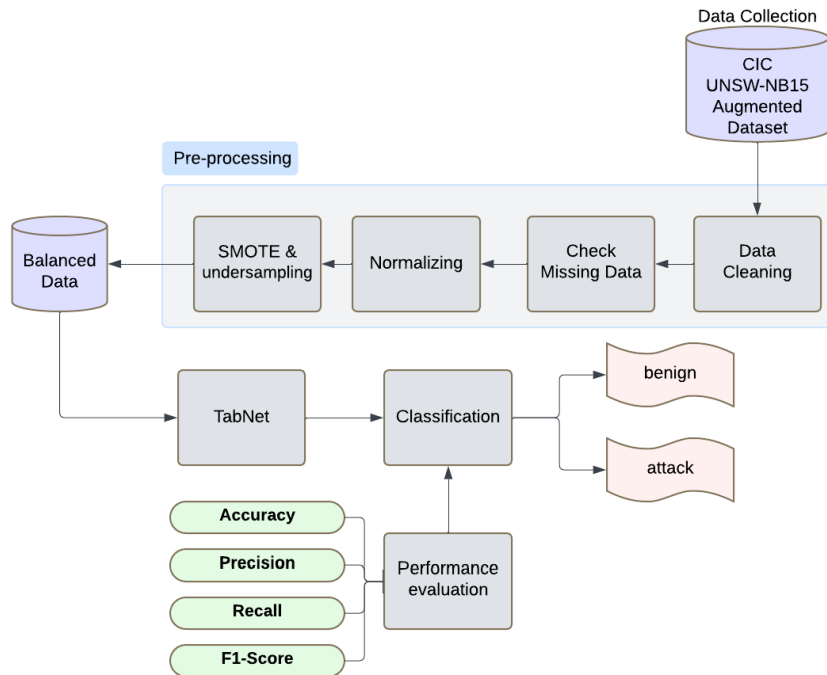 Data Collection
CIC
UNSW-NB15
Augmented
Dataset
Pre-processing
Balanced
Data
SMOTE &
undersampling
Normalizing
Check
Missing Data
Data
Cleaning
TabNet
Classification
benign
attack
Accuracy
Precision
Recall
F1-Score
Performance
evaluation